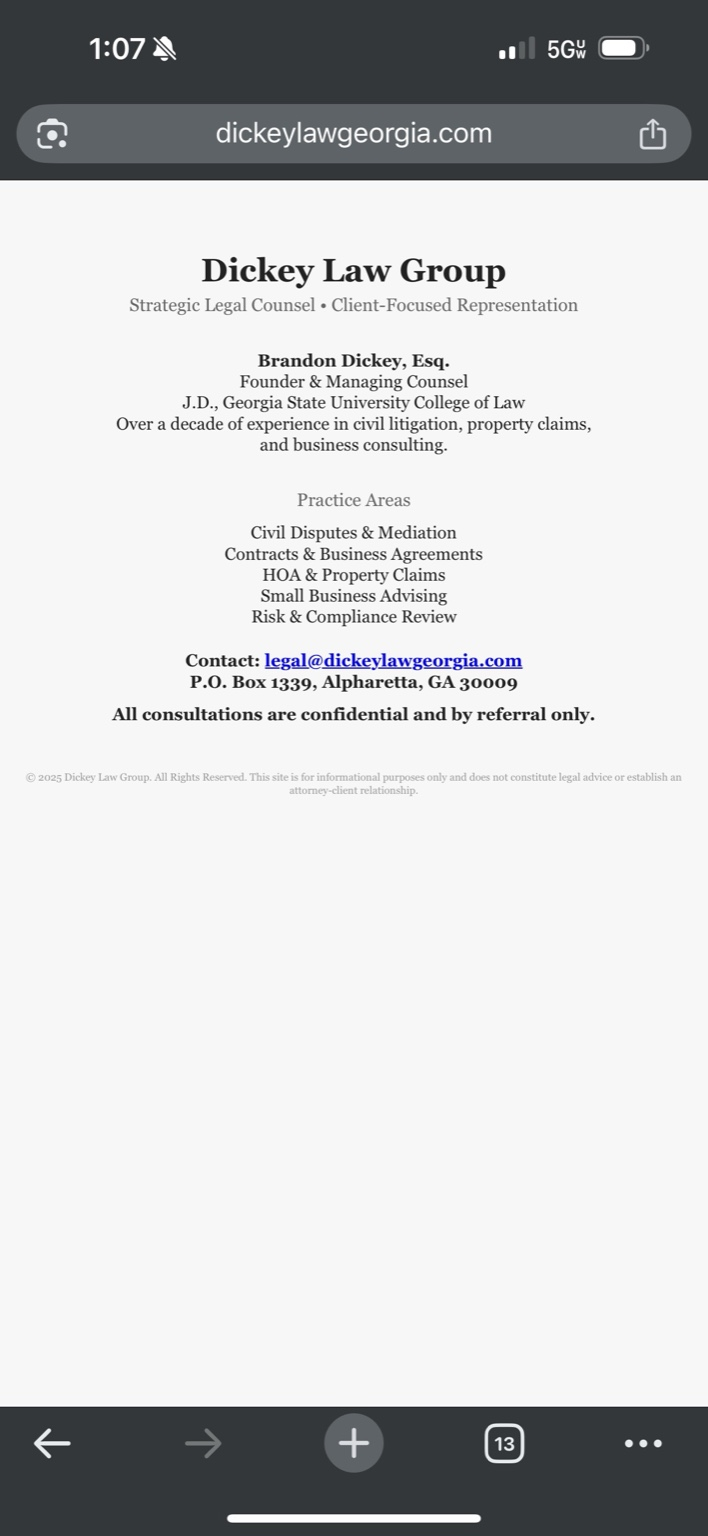 1:07
5GUW
dickeylawgeorgia.com
Dickey Law Group
Strategic Legal Counsel • Client-Focused Representation
Brandon Dickey, Esq.
Founder & Managing Counsel
J.D., Georgia State University College of Law
Over a decade of experience in civil litigation, property claims,
and business consulting.
Practice Areas
Civil Disputes & Mediation
Contracts & Business Agreements
HOA & Property Claims
Small Business Advising
Risk & Compliance Review
Contact: legal@dickeylawgeorgia.com
P.O. Box 1339, Alpharetta, GA 30009
All consultations are confidential and by referral only.
© 2025 Dickey Law Group. All Rights Reserved. This site is for informational purposes only and does not constitute legal advice or establish an
attorney-client relationship.
13